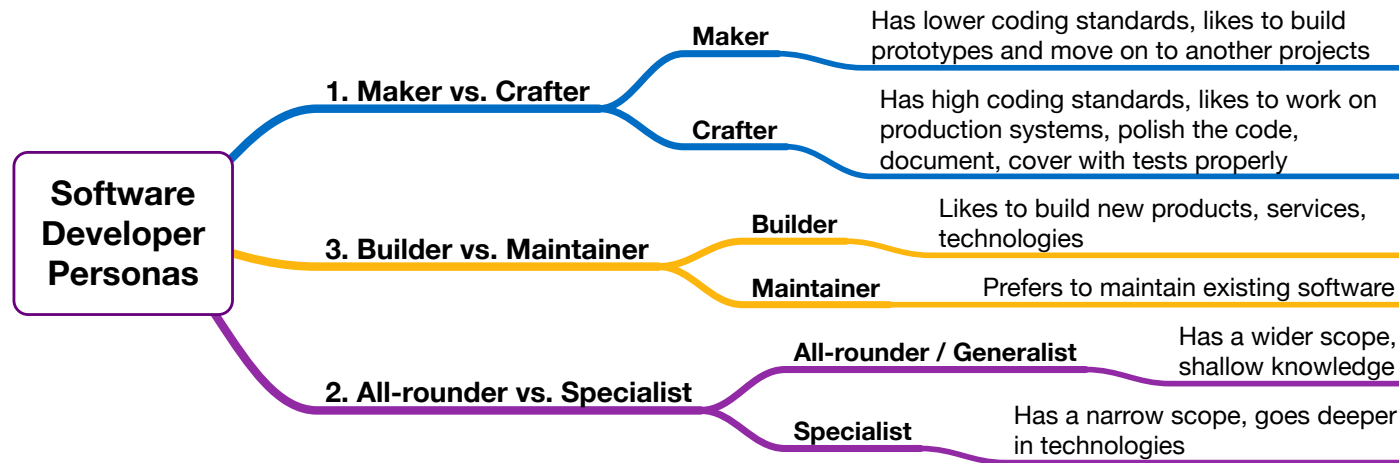 Software
Developer
Personas
1. Maker vs. Crafter
Maker
Has lower coding standards, likes to build
prototypes and move on to another projects
Crafter
Has high coding standards, likes to work on
production systems, polish the code,
document, cover with tests properly
3. Builder vs. Maintainer
Builder
Likes to build new products, services,
technologies
Maintainer
Prefers to maintain existing software
2. All-rounder vs. Specialist
All-rounder / Generalist
Has a wider scope,
shallow knowledge
Specialist
Has a narrow scope, goes deeper
in technologies